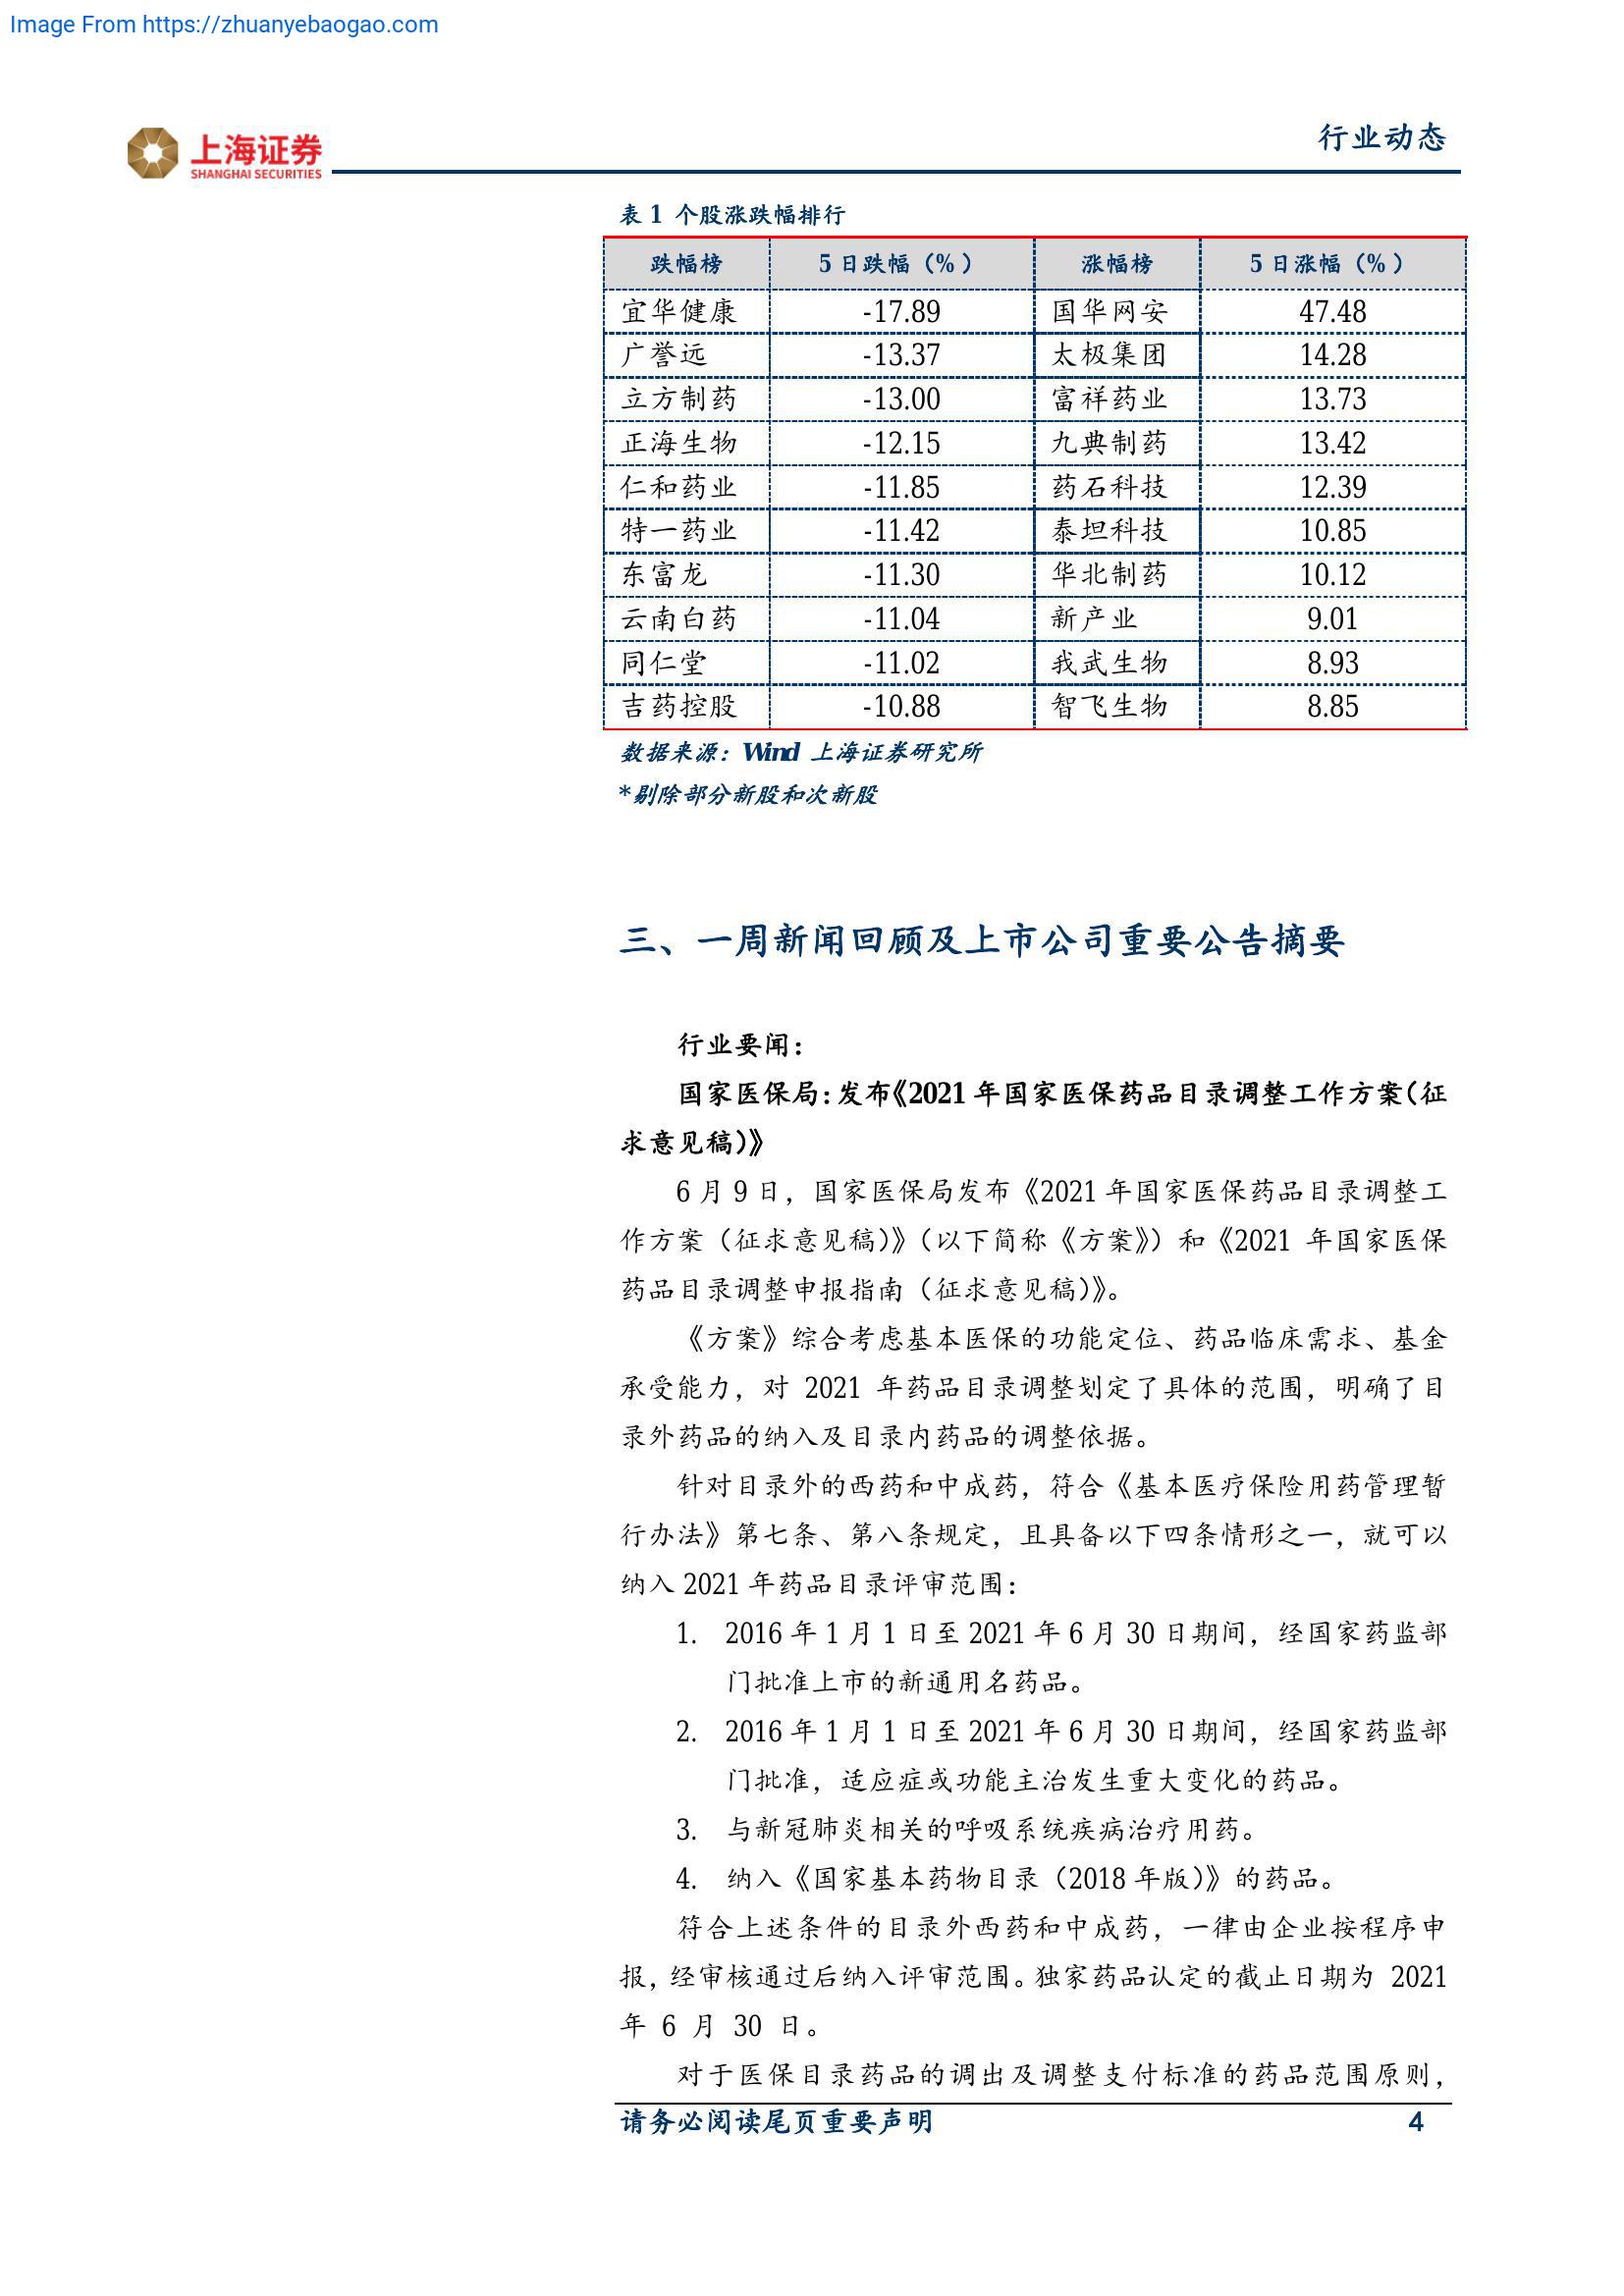 Image From https://zhuanyebaogao.com
上海证券
SHANGHAI SECURITIES
行业动态
表 1 个股涨跌幅排行
跌幅榜 5 日跌幅（%） 涨幅榜 5 日涨幅（%）
宜华健康 -17.89 国华网安 47.48
广誉远 -13.37 太极集团 14.28
立方制药 -13.00 富祥药业 13.73
正海生物 -12.15 九典制药 13.42
仁和药业 -11.85 药石科技 12.39
特一药业 -11.42 泰坦科技 10.85
东富龙 -11.30 华北制药 10.12
云南白药 -11.04 新产业 9.01
同仁堂 -11.02 我武生物 8.93
吉药控股 -10.88 智飞生物 8.85
数据来源：Wind 上海证券研究所
*剔除部分新股和次新股
三、一周新闻回顾及上市公司重要公告摘要
行业要闻：
国家医保局：发布《2021 年国家医保药品目录调整工作方案（征
求意见稿）》
6 月 9 日，国家医保局发布《2021 年国家医保药品目录调整工
作方案（征求意见稿）》（以下简称《方案》）和《2021 年国家医保
药品目录调整申报指南（征求意见稿）》。
《方案》综合考虑基本医保的功能定位、药品临床需求、基金
承受能力，对 2021 年药品目录调整划定了具体的范围，明确了目
录外药品的纳入及目录内药品的调整依据。
针对目录外的西药和中成药，符合《基本医疗保险用药管理暂
行办法》第七条、第八条规定，且具备以下四条情形之一，就可以
纳入 2021 年药品目录评审范围：
1. 2016 年 1 月 1 日至 2021 年 6 月 30 日期间，经国家药监部
门批准上市的新通用名药品。
2. 2016 年 1 月 1 日至 2021 年 6 月 30 日期间，经国家药监部
门批准，适应症或功能主治发生重大变化的药品。
3. 与新冠肺炎相关的呼吸系统疾病治疗用药。
4. 纳入《国家基本药物目录（2018 年版）》的药品。
符合上述条件的目录外西药和中成药，一律由企业按程序申
报，经审核通过后纳入评审范围。独家药品认定的截止日期为 2021
年 6 月 30 日。
对于医保目录药品的调出及调整支付标准的药品范围原则，
请务必阅读尾页重要声明 4